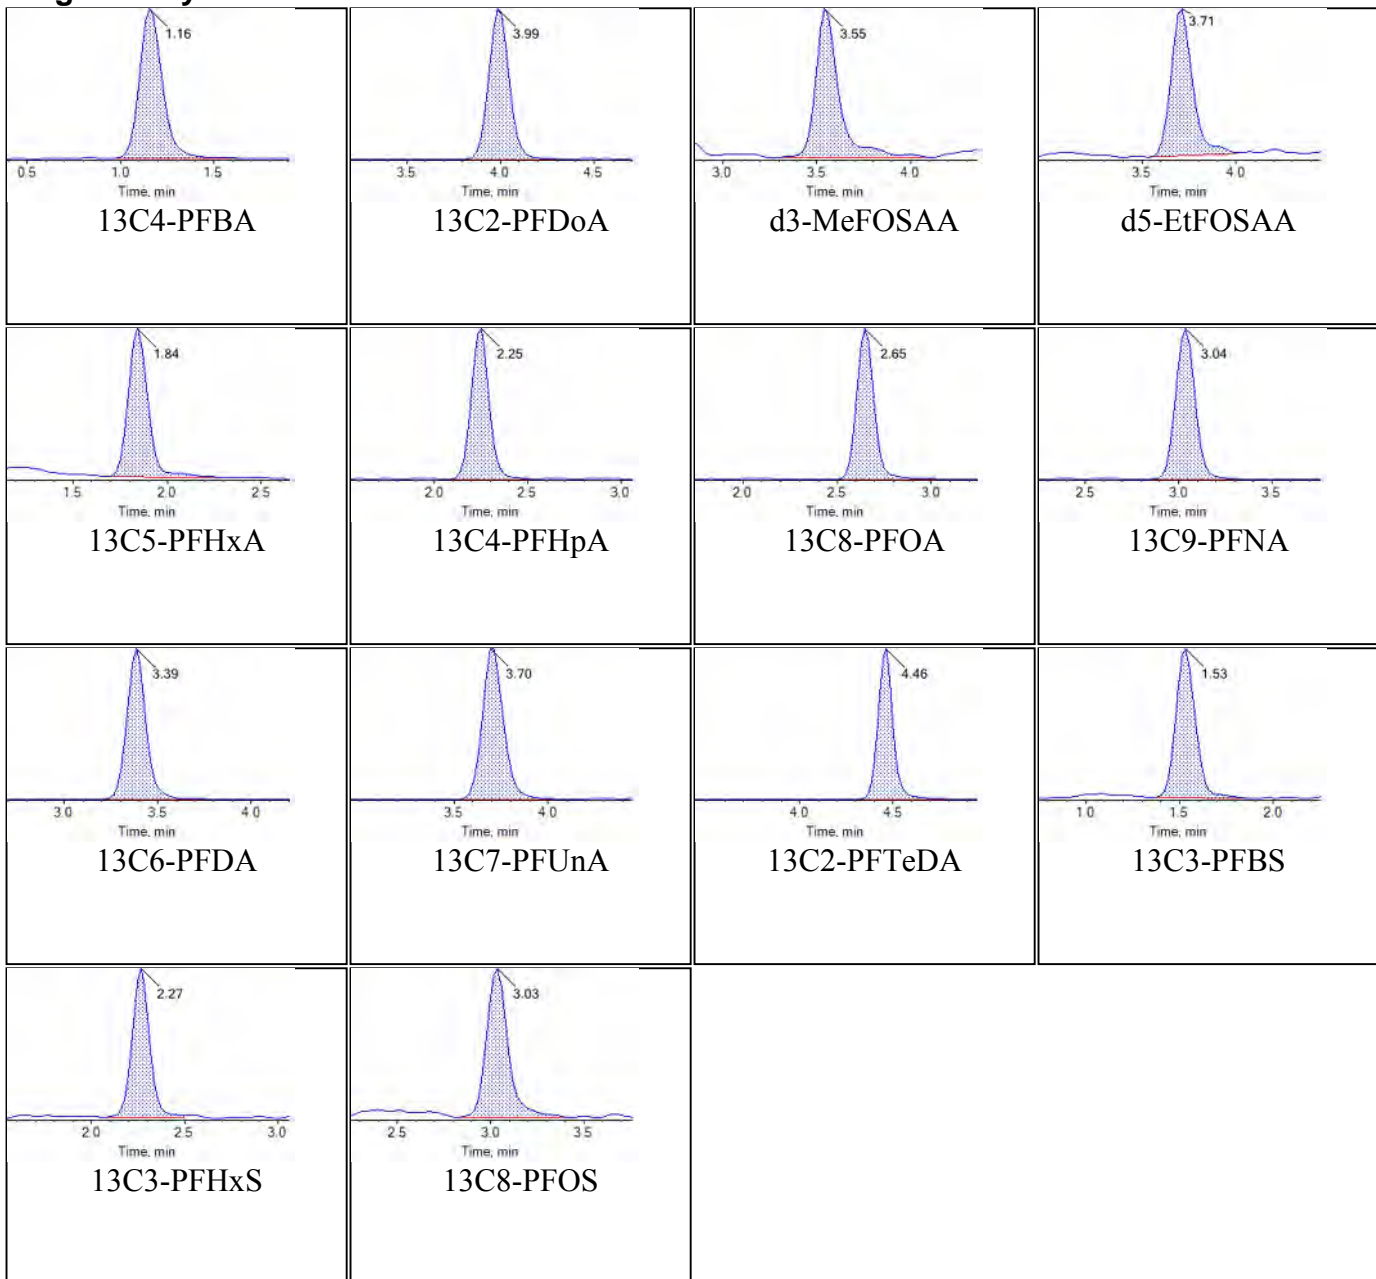 1.16 3.99 3.55 3.71
0.5 1.0 1.5 3.5 4.0 4.5 3.0 3.5 4.0 3.5 4.0
Time, min Time, min Time, min Time, min
13C4-PFBA 13C2-PFDoA d3-MeFOSAA d5-EtFOSAA
1.84 2.25 2.65 3.04
1.5 2.0 2.5 2.0 2.5 3.0 2.0 2.5 3.0 2.5 3.0 3.5
Time, min Time, min Time, min Time, min
13C5-PFHxA 13C4-PFHpA 13C8-PFOA 13C9-PFNA
3.39 3.70 4.46 1.53
3.0 3.5 4.0 3.5 4.0 4.0 4.5 1.0 1.5 2.0
Time, min Time, min Time, min Time, min
13C6-PFDA 13C7-PFUnA 13C2-PFTeDA 13C3-PFBS
2.27 3.03
2.0 2.5 3.0 2.5 3.0 3.5
Time, min Time, min
13C3-PFHxS 13C8-PFOS